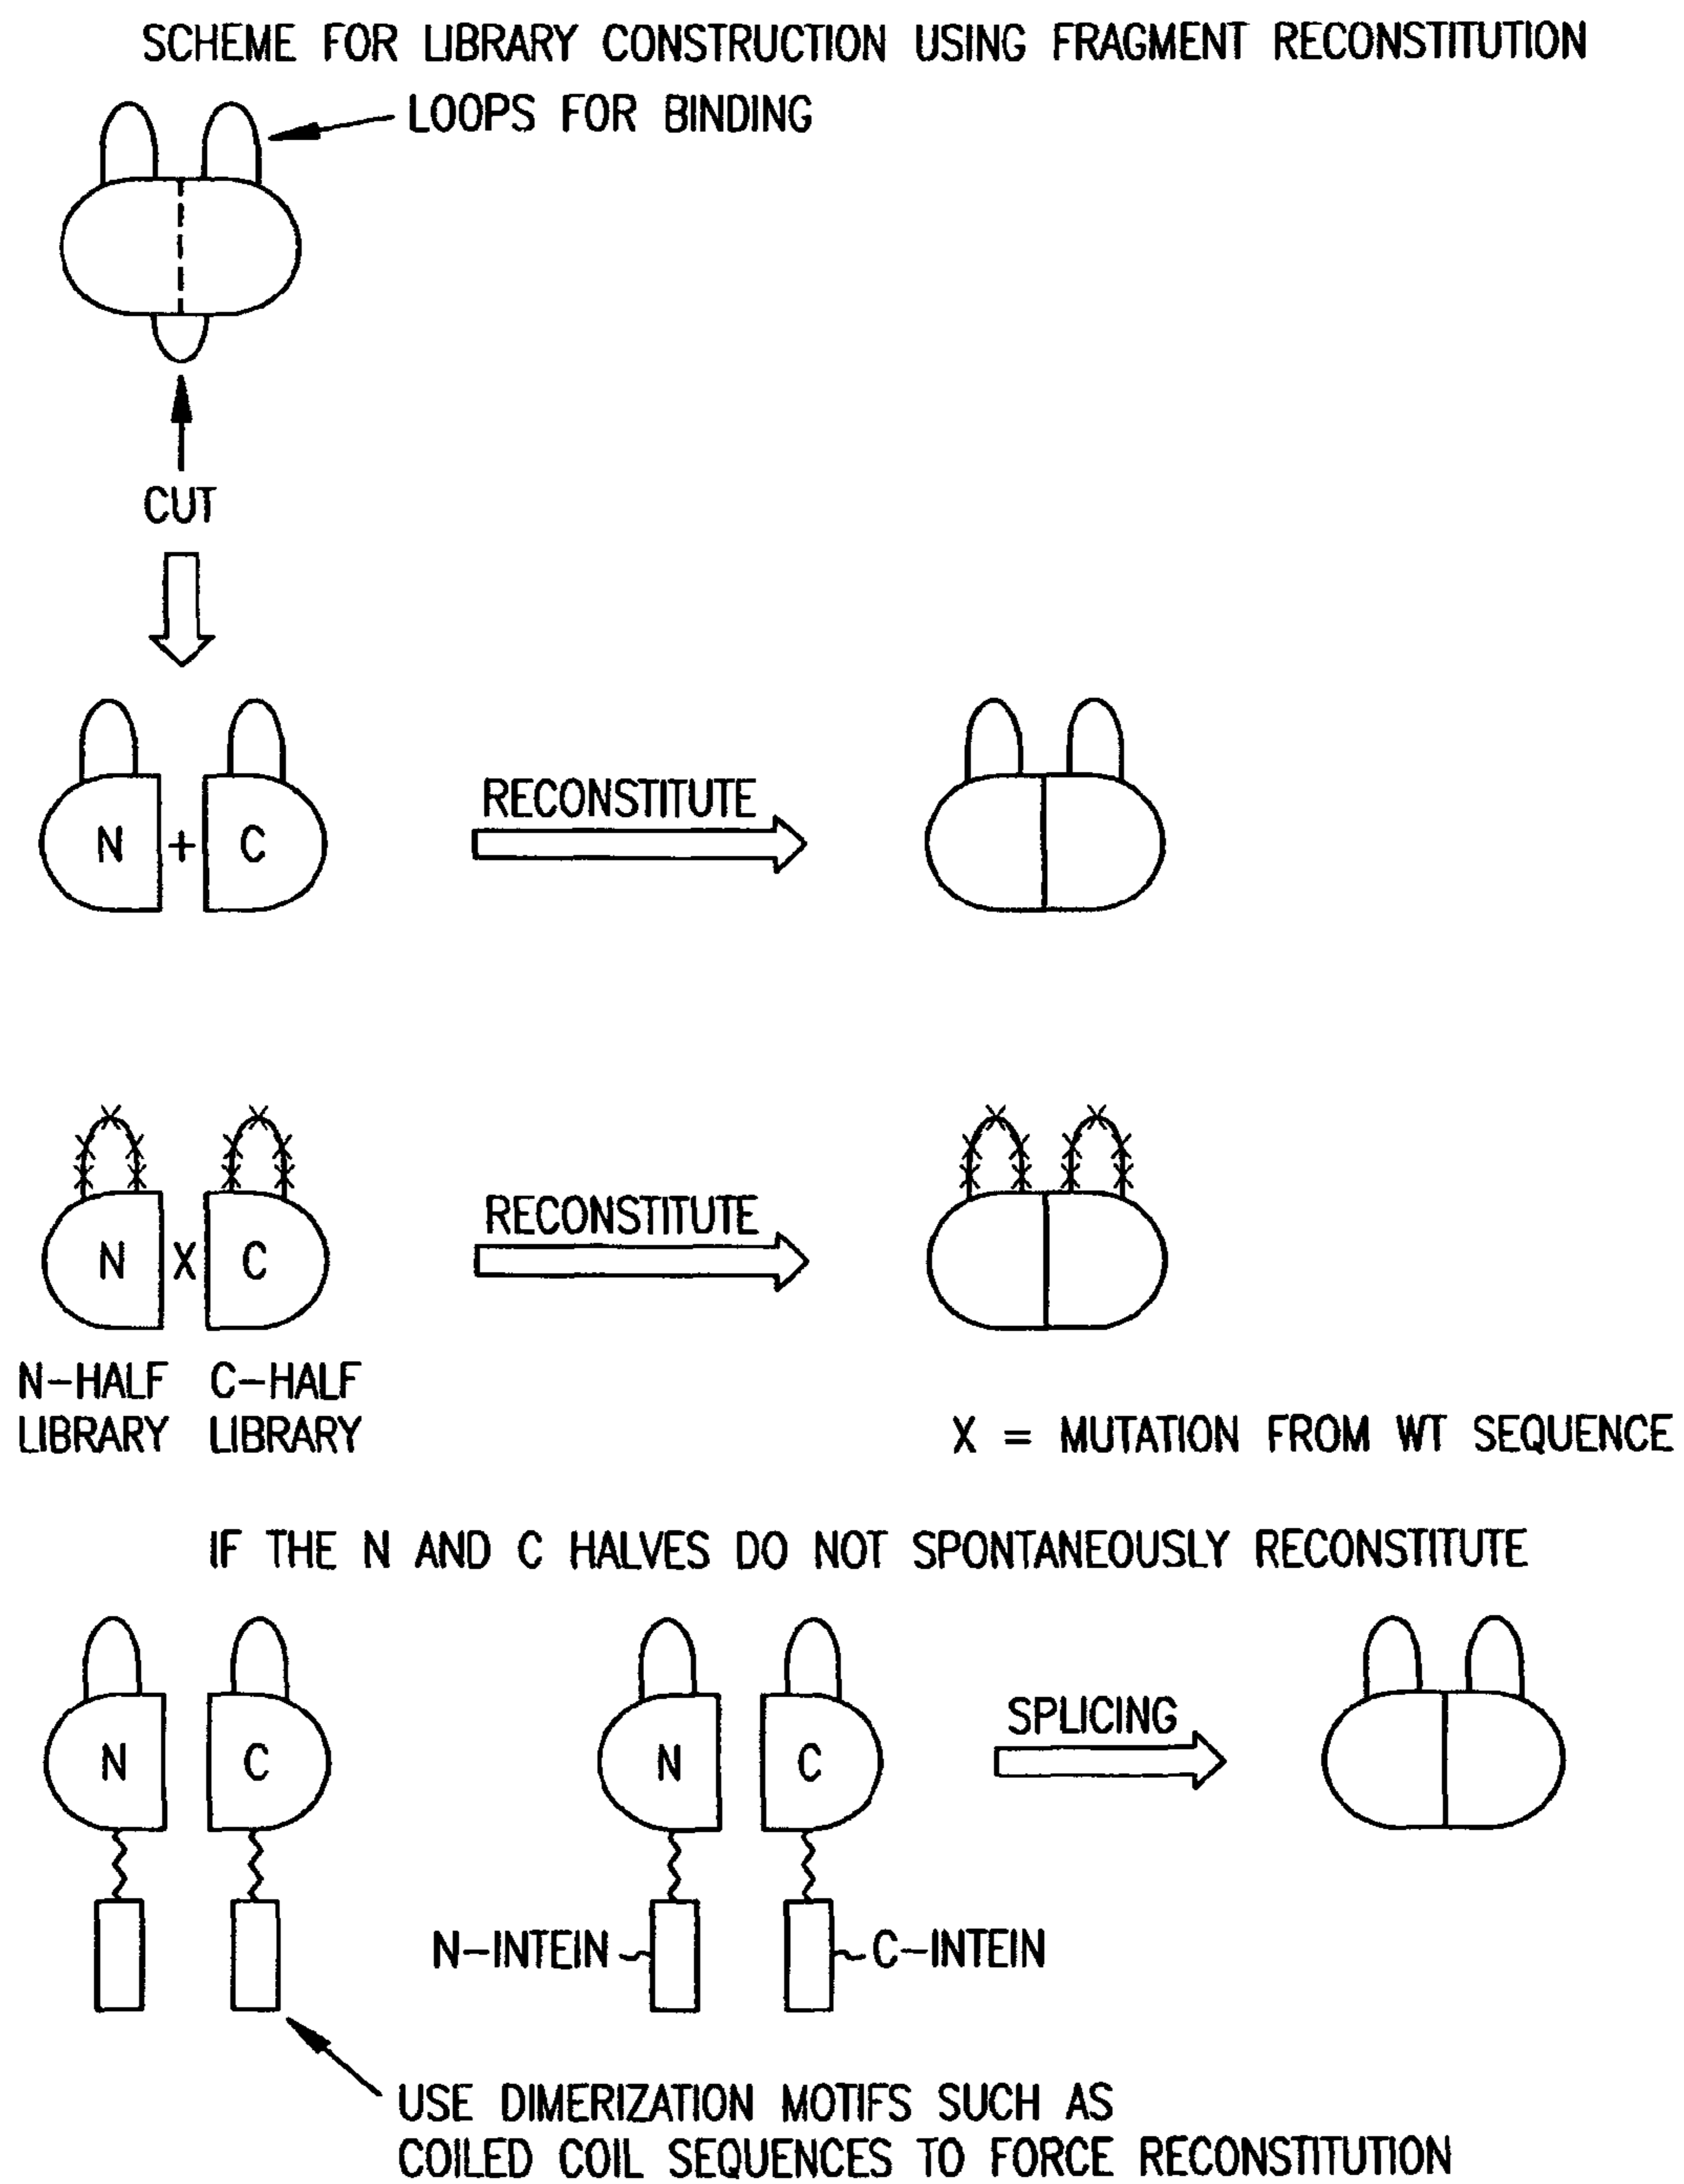 SCHEME FOR LIBRARY CONSTRUCTION USING FRAGMENT RECONSTITUTION
LOOPS FOR BINDING
CUT
N + C
RECONSTITUTE
N X C
RECONSTITUTE
N-HALF C-HALF
LIBRARY LIBRARY
X = MUTATION FROM WT SEQUENCE
IF THE N AND C HALVES DO NOT SPONTANEOUSLY RECONSTITUTE
N C
N C
SPLICING
N-INTEIN
C-INTEIN
USE DIMERIZATION MOTIFS SUCH AS
COILED COIL SEQUENCES TO FORCE RECONSTITUTION